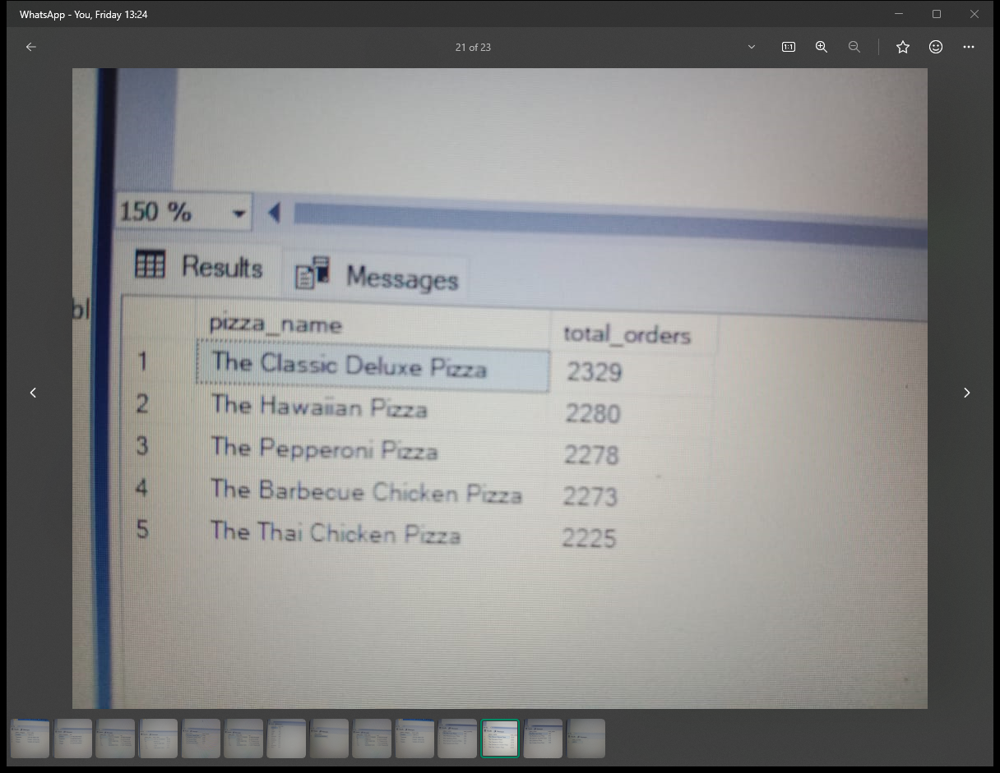 WhatsApp - You, Friday 13:24
21 of 23
1:1
150 %
Results Messages
bl
pizza_name total_orders
1 The Classic Deluxe Pizza 2329
2 The Hawaiian Pizza 2280
3 The Pepperoni Pizza 2278
4 The Barbecue Chicken Pizza 2273
5 The Thai Chicken Pizza 2225